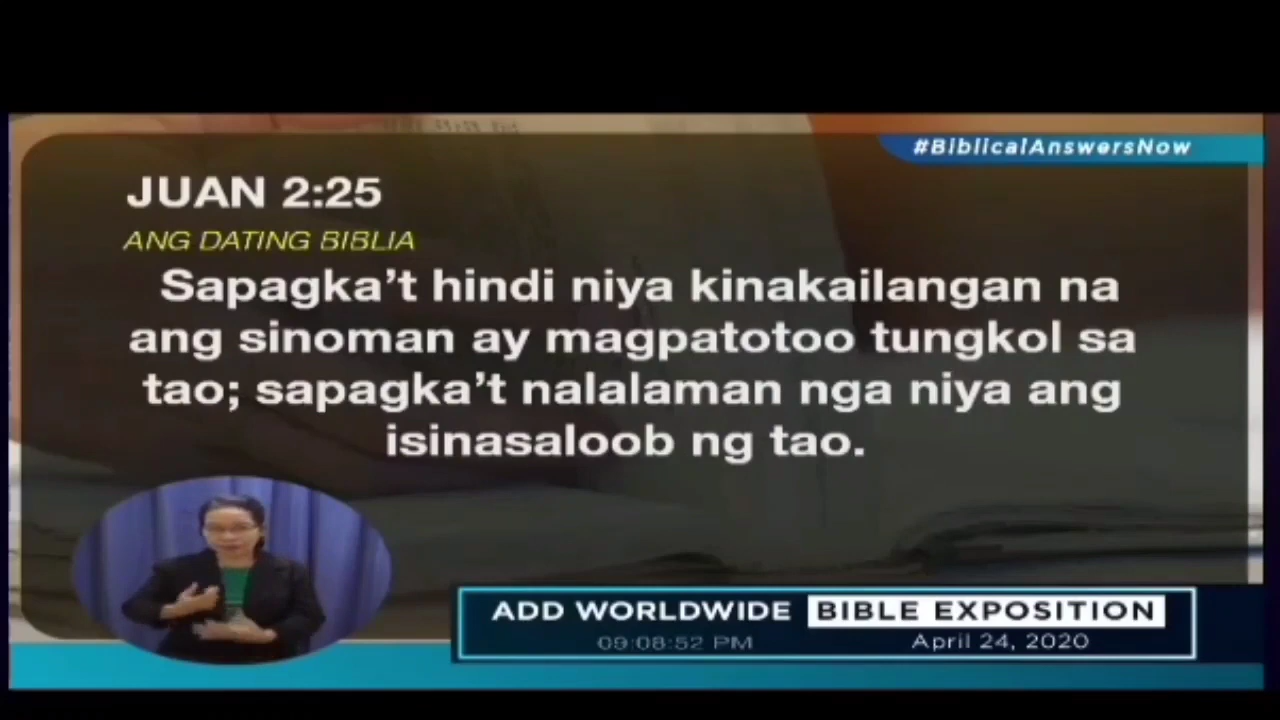 #BiblicalAnswersNow
JUAN 2:25
ANG DATING BIBLIA
Sapagka’t hindi niya kinakailangan na
ang sinoman ay magpatotoo tungkol sa
tao; sapagka’t nalalaman nga niya ang
isinasaloob ng tao.
ADD WORLDWIDE BIBLE EXPOSITION
09:08:52 PM April 24, 2020